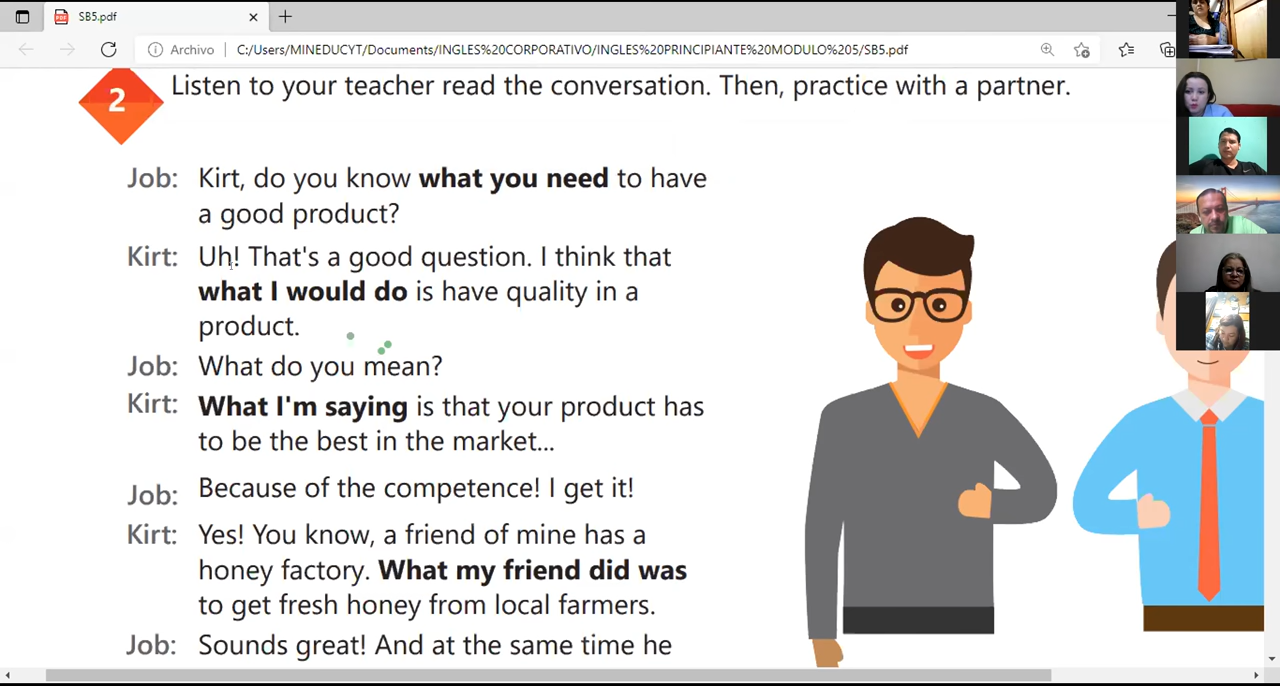 SB5.pdf
Archivo C:/Users/MINEDUCYT/Documents/INGLES%20CORPORATIVO/INGLES%20PRINCIPIANTE%20MODULO%205/SB5.pdf
2 Listen to your teacher read the conversation. Then, practice with a partner.
Job: Kirt, do you know what you need to have
a good product?
Kirt: Uh! That's a good question. I think that
what I would do is have quality in a
product.
Job: What do you mean?
Kirt: What I'm saying is that your product has
to be the best in the market...
Job: Because of the competence! I get it!
Kirt: Yes! You know, a friend of mine has a
honey factory. What my friend did was
to get fresh honey from local farmers.
Job: Sounds great! And at the same time he